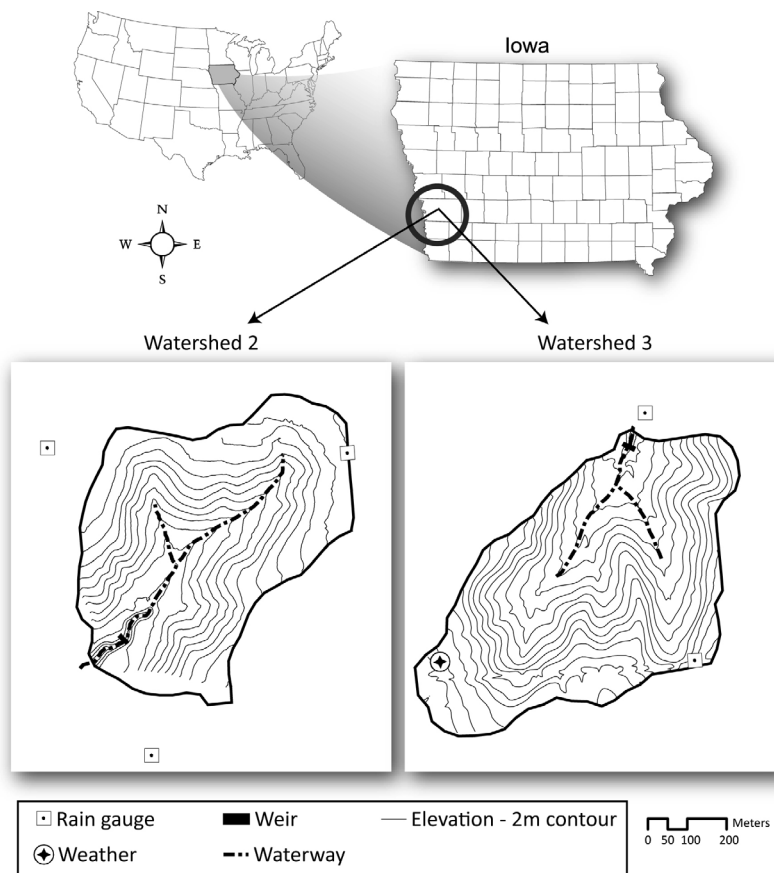 Iowa
N
W E
S
Watershed 2
Watershed 3
Rain gauge
Weir
Elevation - 2m contour
Weather
Waterway
Meters
0 50 100 200